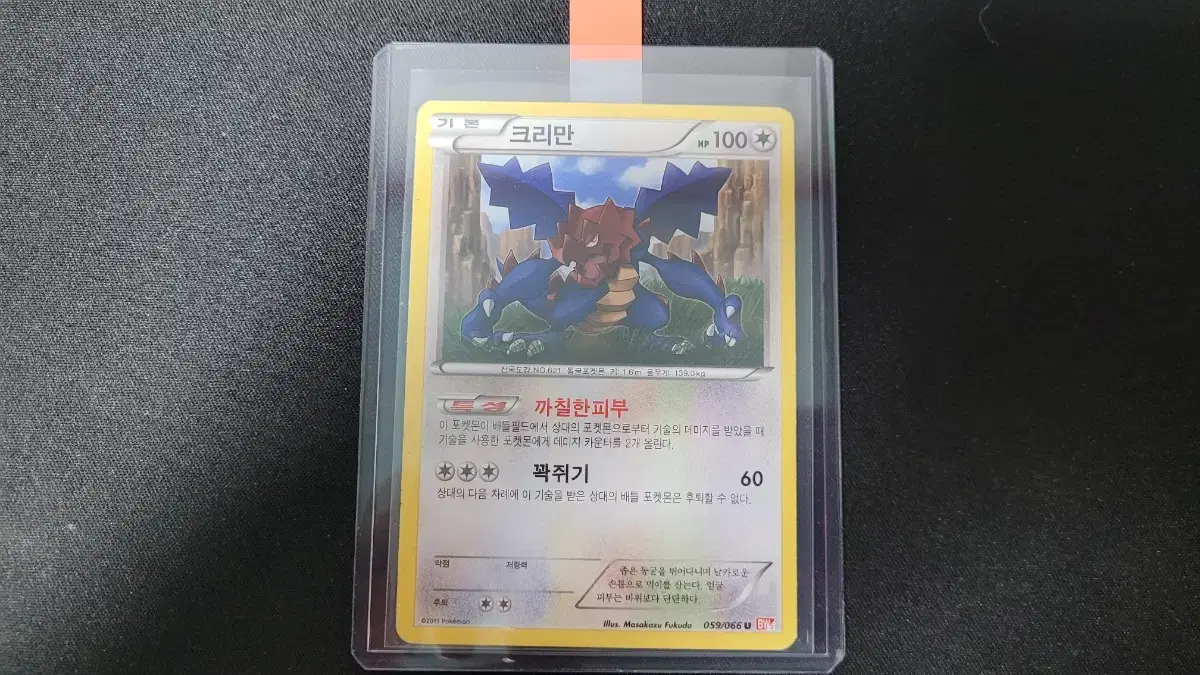 기본 크리만 HP 100
전국도감 NO.621 동굴포켓몬 키: 1.6m 몸무게: 139.0kg
특성 까칠한피부
이 포켓몬이 배틀필드에서 상대의 포켓몬으로부터 기술의 데미지를 받았을 때
기술을 사용한 포켓몬에게 데미지 카운터를 2개 올린다.
꽉쥐기 60
상대의 다음 차례에 이 기술을 받은 상대의 배틀 포켓몬은 후퇴할 수 없다.
약점 저항력
후퇴
좁은 동굴을 뛰어다니며 날카로운
손톱으로 먹이를 잡는다. 얼굴
피부는 바위보다 단단하다.
©2011 Pokémon
Illus. Masakazu Fukuda 059/066 U BW